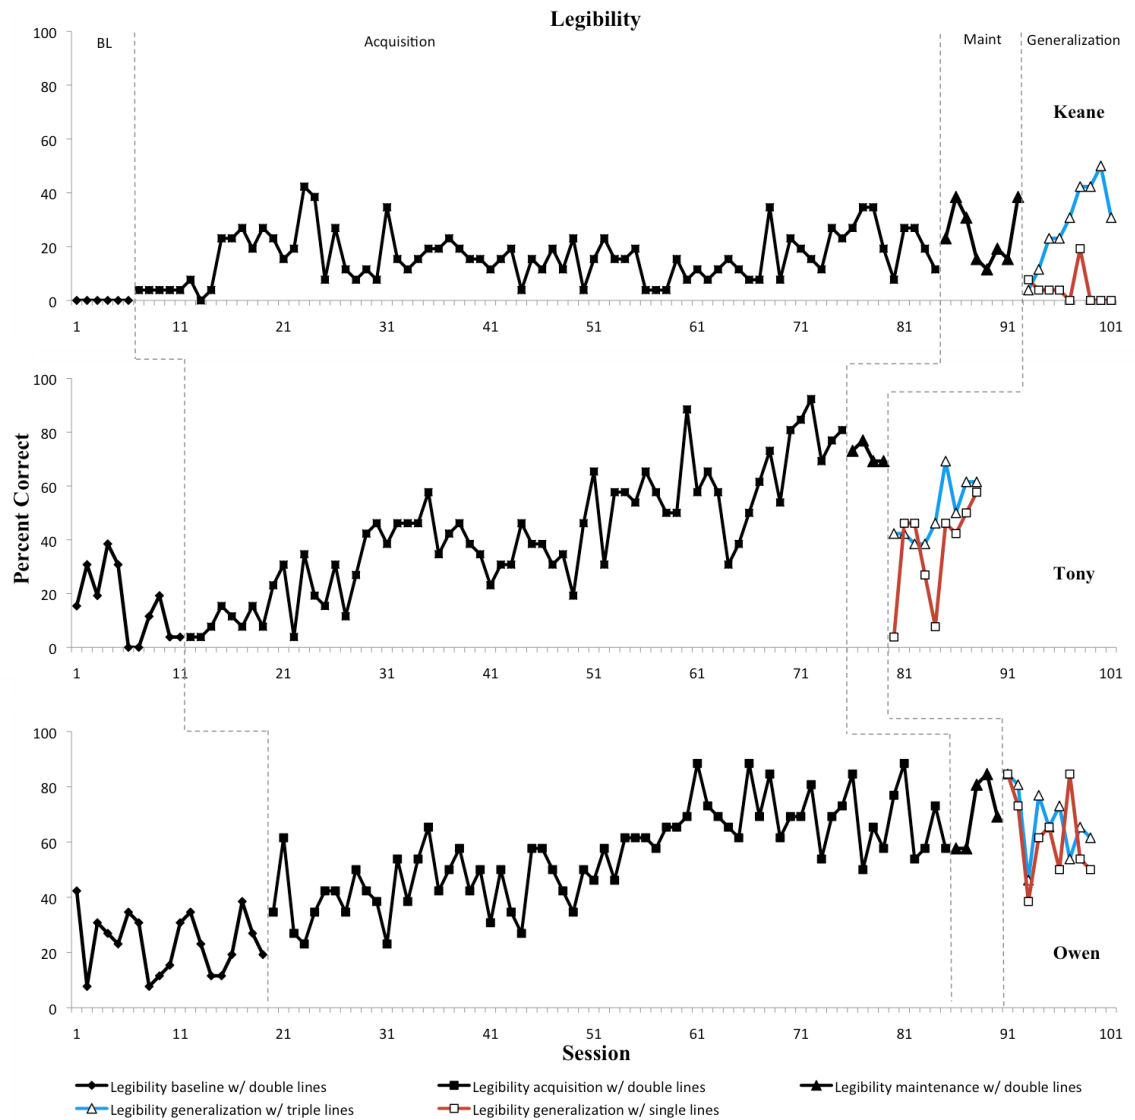 Legibility
BL Acquisition Maint Generalization
100
80
60
40
20
0
Keane
1 11 21 31 41 51 61 71 81 91 101
Percent Correct
100
80
60
40
20
0
Tony
1 11 21 31 41 51 61 71 81 91 101
100
80
60
40
20
0
Owen
1 11 21 31 41 51 61 71 81 91 101
Session
Legibility baseline w/ double lines Legibility acquisition w/ double lines Legibility maintenance w/ double lines
Legibility generalization w/ triple lines Legibility generalization w/ single lines